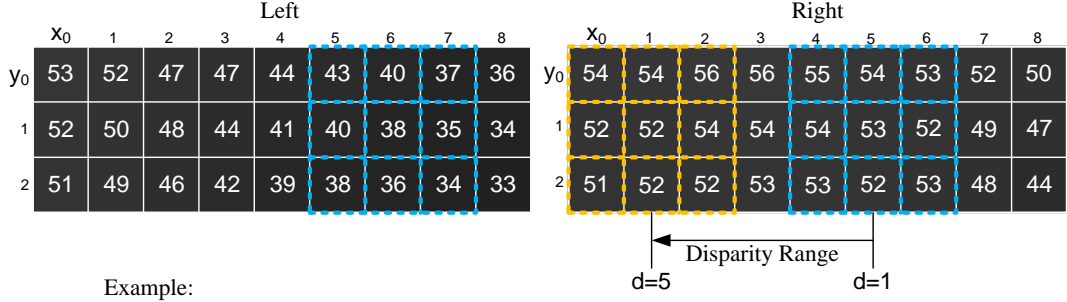 Left Right
x0 1 2 3 4 5 6 7 8 x0 1 2 3 4 5 6 7 8
y0 53 52 47 47 44 43 40 37 36 y0 54 54 56 56 55 54 53 52 50
1 52 50 48 44 41 40 38 35 34 1 52 52 54 54 54 53 52 49 47
2 51 49 46 42 39 38 36 34 33 2 51 52 52 53 53 52 53 48 44
Disparity Range
d=5 d=1
Example: